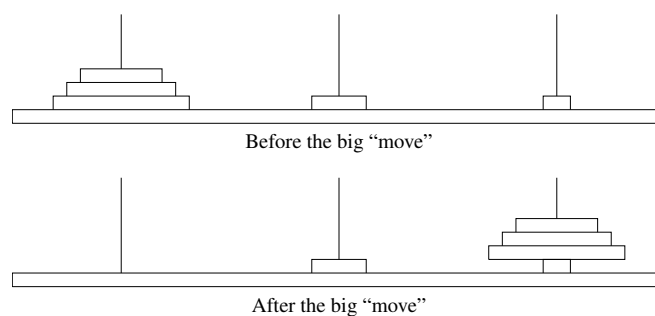 Before the big “move”
After the big “move”